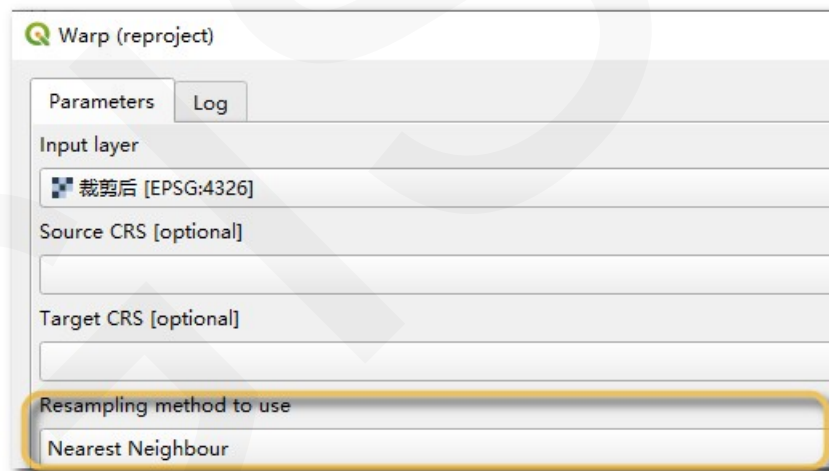 Warp (reproject)
Parameters Log
Input layer
裁剪后 [EPSG:4326]
Source CRS [optional]
Target CRS [optional]
Resampling method to use
Nearest Neighbour